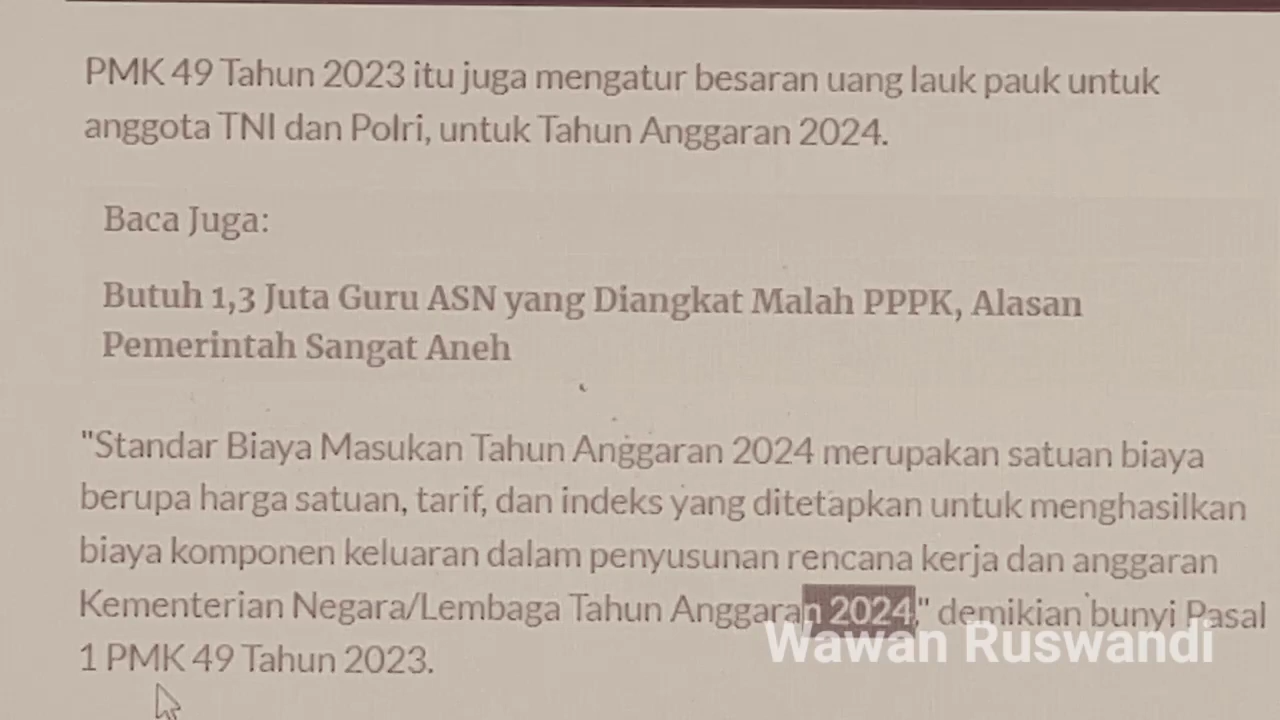 PMK 49 Tahun 2023 itu juga mengatur besaran uang lauk pauk untuk
anggota TNI dan Polri, untuk Tahun Anggaran 2024.
Baca Juga:
Butuh 1,3 Juta Guru ASN yang Diangkat Malah PPPK, Alasan
Pemerintah Sangat Aneh
"Standar Biaya Masukan Tahun Anggaran 2024 merupakan satuan biaya
berupa harga satuan, tarif, dan indeks yang ditetapkan untuk menghasilkan
biaya komponen keluaran dalam penyusunan rencana kerja dan anggaran
Kementerian Negara/Lembaga Tahun Anggaran 2024," demikian bunyi Pasal
1 PMK 49 Tahun 2023.
Wawan Ruswandi